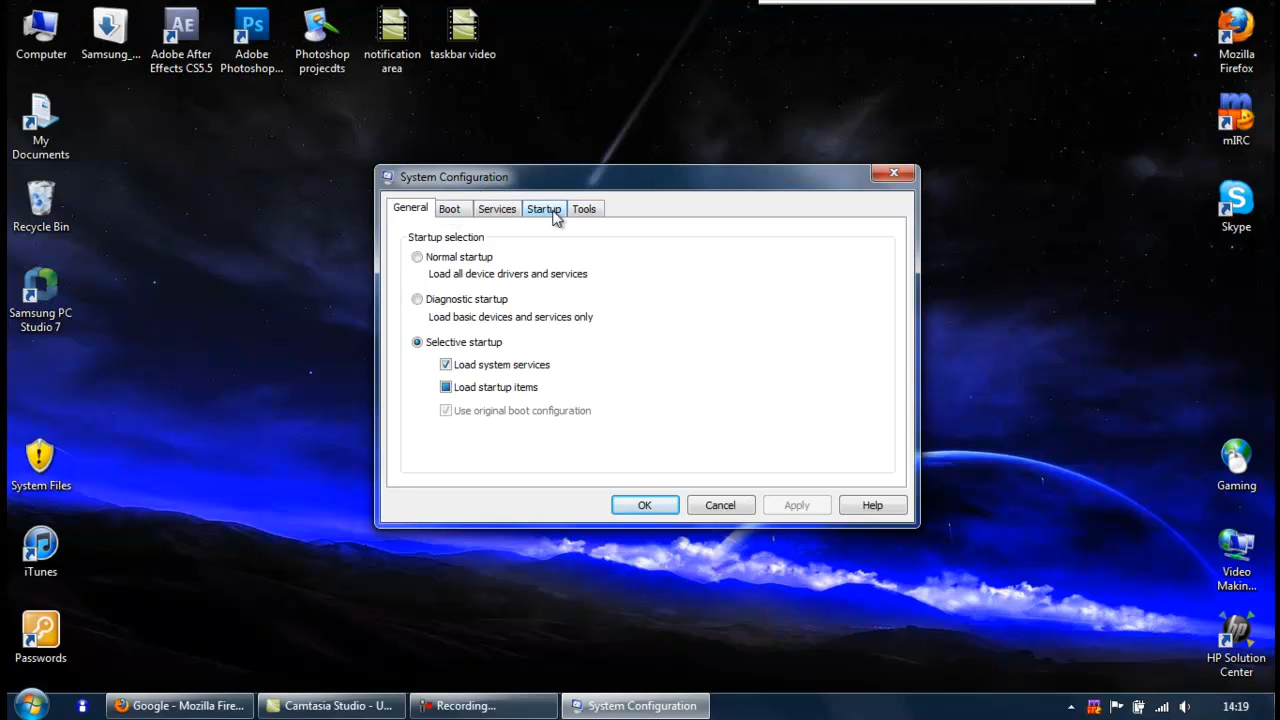 Computer
Samsung_...
Adobe After
Effects CS5.5
Adobe
Photoshop...
Photoshop
projecdts
notification
area
taskbar video
Mozilla
Firefox
My
Documents
mIRC
Recycle Bin
Skype
Samsung PC
Studio 7
System Configuration
General
Boot
Services
Startup
Tools
Startup selection
Normal startup
Load all device drivers and services
Diagnostic startup
Load basic devices and services only
Selective startup
Load system services
Load startup items
Use original boot configuration
OK
Cancel
Apply
Help
System Files
Gaming
iTunes
Video
Makin...
Passwords
HP Solution
Center
Google - Mozilla Fire...
Camtasia Studio - U...
Recording...
System Configuration
14:19